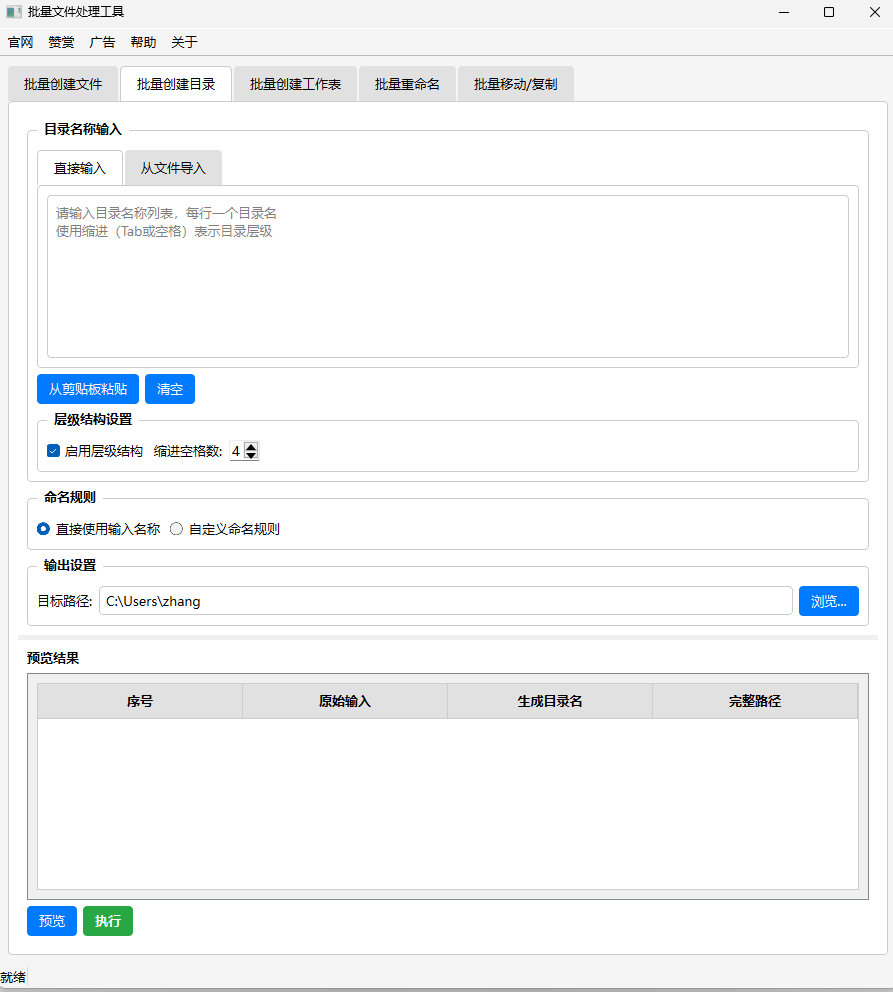 批量文件处理工具
官网 赞赏 广告 帮助 关于
批量创建文件 批量创建目录 批量创建工作表 批量重命名 批量移动/复制
目录名称输入
直接输入 从文件导入
请输入目录名称列表，每行一个目录名
使用缩进（Tab或空格）表示目录层级
从剪贴板粘贴 清空
层级结构设置
启用层级结构 缩进空格数: 4
命名规则
直接使用输入名称 自定义命名规则
输出设置
目标路径: C:\Users\zhang 浏览...
预览结果
序号 原始输入 生成目录名 完整路径
预览 执行
就绪